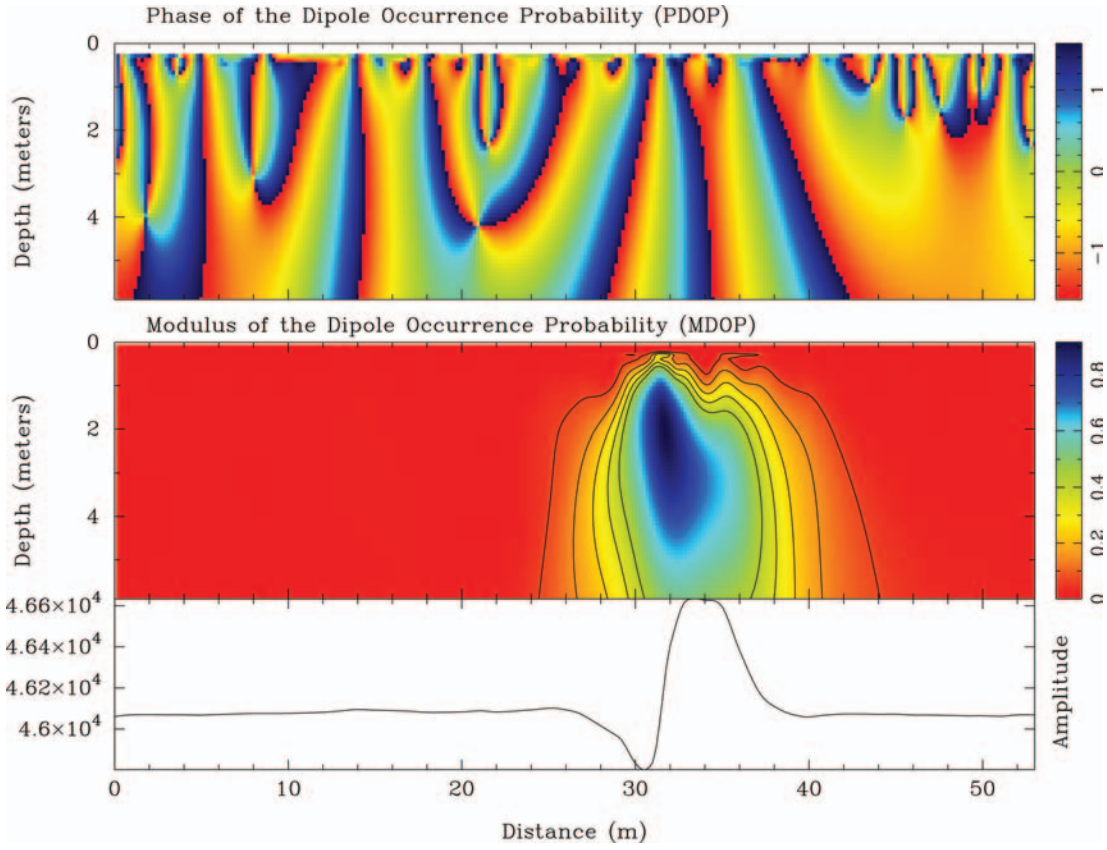 Phase of the Dipole Occurrence Probability (PDOP)
0
2
4
Depth (meters)
1
0
−1
Modulus of the Dipole Occurrence Probability (MDOP)
0
2
4
Depth (meters)
0.8
0.6
0.4
0.2
0
4.66×10⁴
4.64×10⁴
4.62×10⁴
4.6×10⁴
Amplitude
0 10 20 30 40 50
Distance (m)